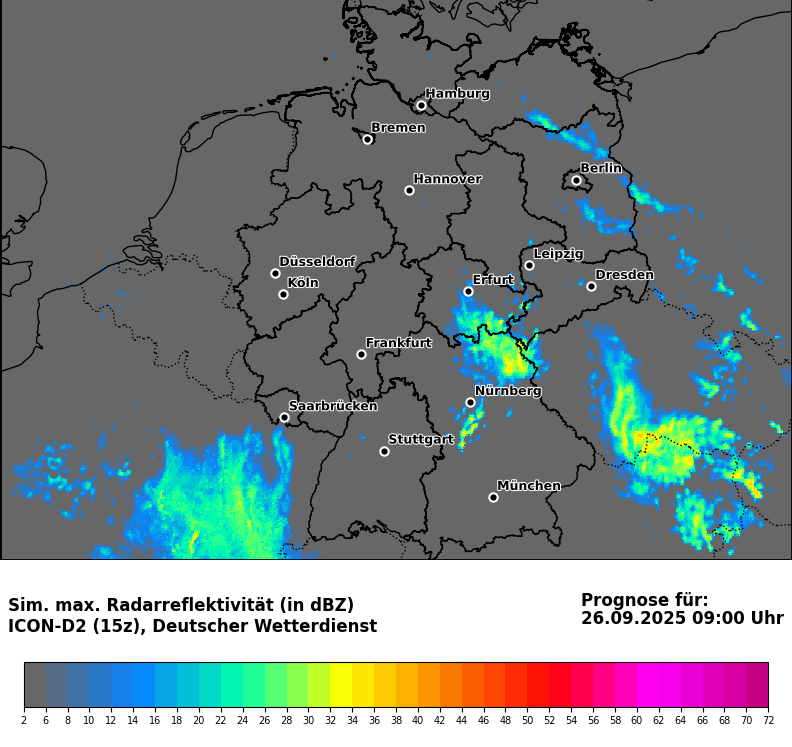 Hamburg
Bremen
Berlin
Hannover
Leipzig
Düsseldorf
Dresden
Erfurt
Köln
Frankfurt
Nürnberg
Saarbrücken
Stuttgart
München
Sim. max. Radarreflektivität (in dBZ)
ICON-D2 (15z), Deutscher Wetterdienst
Prognose für:
26.09.2025 09:00 Uhr
2 6 8 10 12 14 16 18 20 22 24 26 28 30 32 34 36 38 40 42 44 46 48 50 52 54 56 58 60 62 64 66 68 70 72